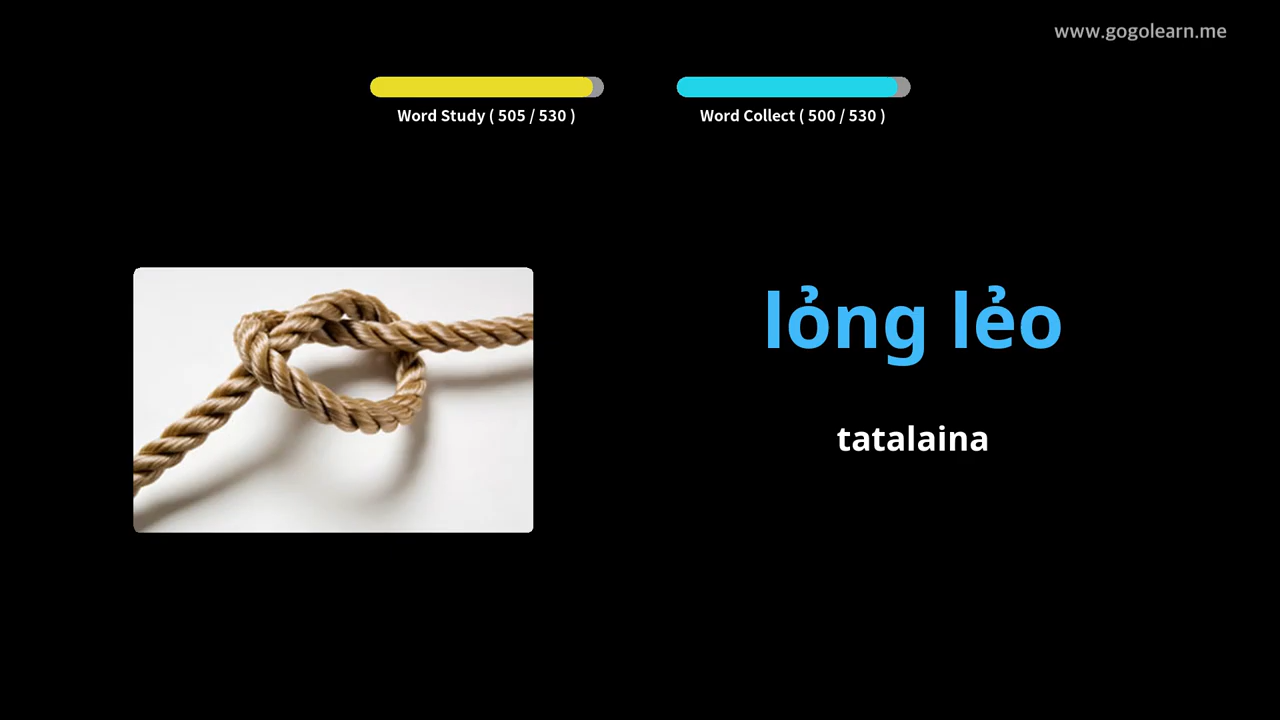 www.gogolearn.me
Word Study ( 505 / 530 )
Word Collect ( 500 / 530 )
lỏng lẻo
tatalaina